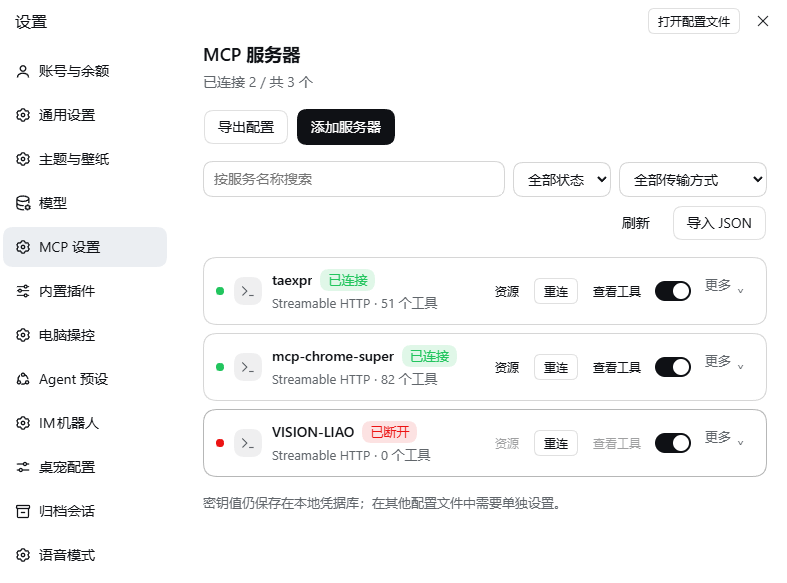 设置
打开配置文件
账号与余额
通用设置
主题与壁纸
模型
MCP 设置
内置插件
电脑操控
Agent 预设
IM机器人
桌宠配置
归档会话
语音模式
MCP 服务器
已连接 2 / 共 3 个
导出配置 添加服务器
按服务名称搜索 全部状态 全部传输方式
刷新 导入 JSON
taexpr 已连接
Streamable HTTP · 51 个工具
资源 重连 查看工具 更多
mcp-chrome-super 已连接
Streamable HTTP · 82 个工具
资源 重连 查看工具 更多
VISION-LIAO 已断开
Streamable HTTP · 0 个工具
资源 重连 查看工具 更多
密钥值仍保存在本地凭据库；在其他配置文件中需要单独设置。